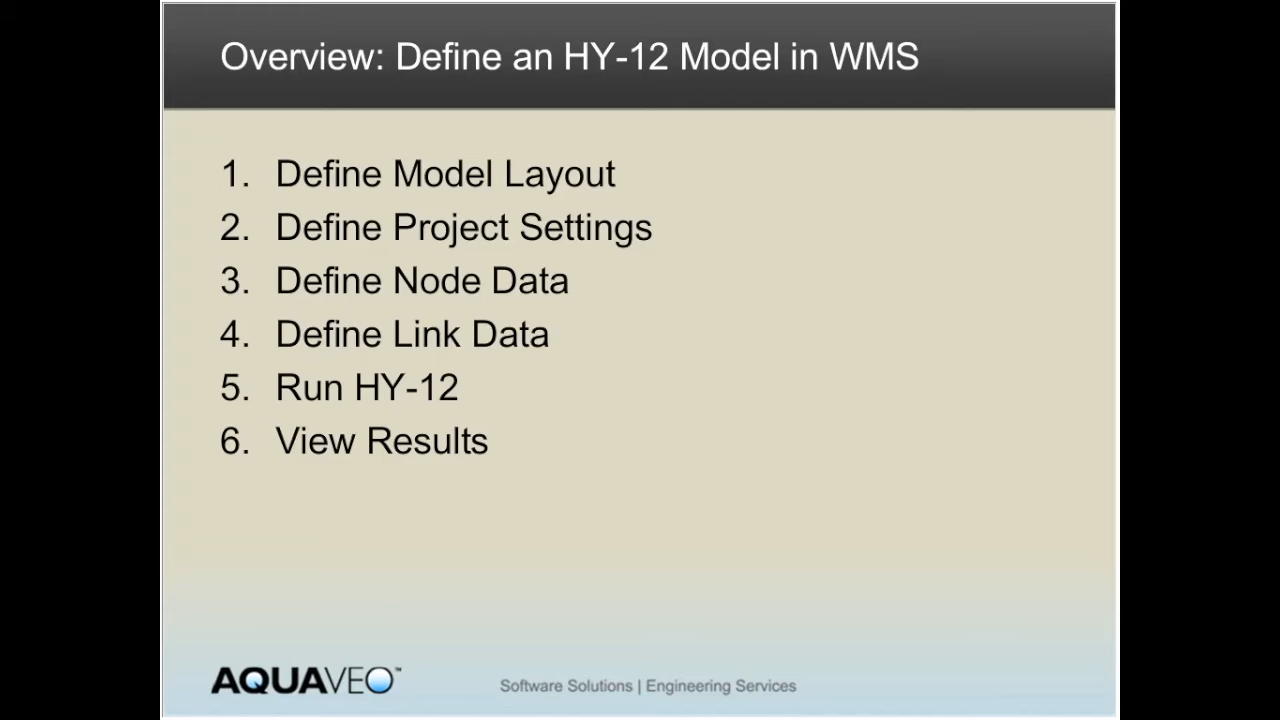 Overview: Define an HY-12 Model in WMS
1. Define Model Layout
2. Define Project Settings
3. Define Node Data
4. Define Link Data
5. Run HY-12
6. View Results
AQUAVEO™
Software Solutions | Engineering Services